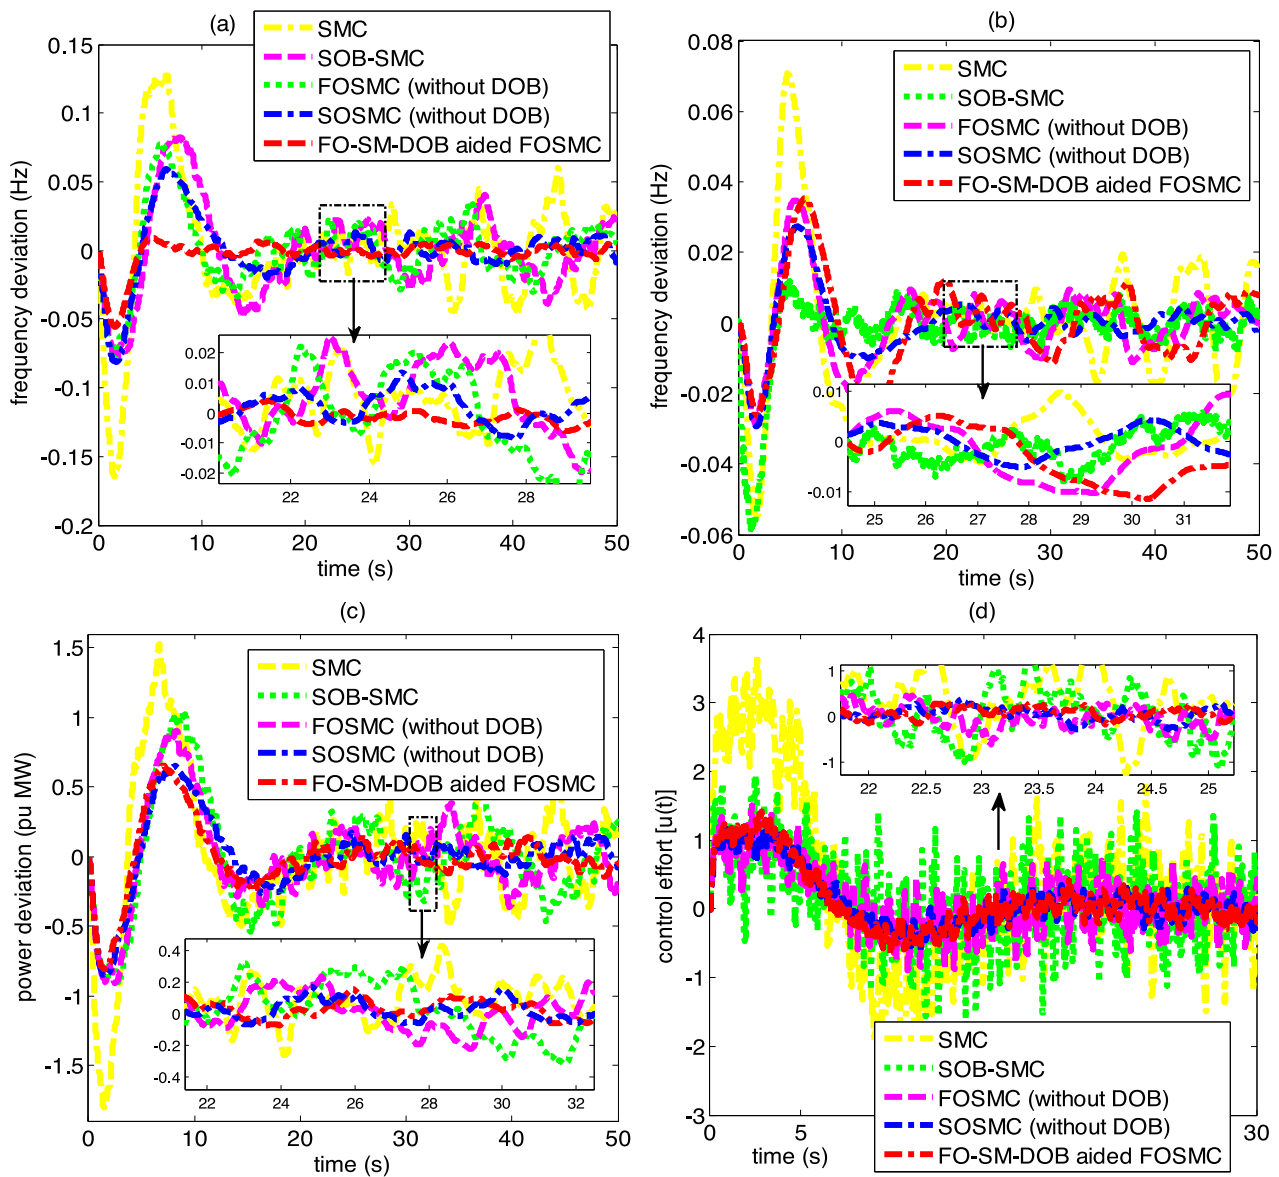 (a)
SMC
SOB-SMC
FOSMC (without DOB)
SOSMC (without DOB)
FO-SM-DOB aided FOSMC
0.15
0.1
0.05
0
-0.05
-0.1
-0.15
-0.2
frequency deviation (Hz)
0.02
0.01
0
-0.01
-0.02
22 24 26 28
0 10 20 30 40 50
time (s)
(b)
SMC
SOB-SMC
FOSMC (without DOB)
SOSMC (without DOB)
FO-SM-DOB aided FOSMC
0.08
0.06
0.04
0.02
0
-0.02
-0.04
-0.06
frequency deviation (Hz)
0.01
0
-0.01
25 26 27 28 29 30 31
0 10 20 30 40 50
time (s)
(c)
SMC
SOB-SMC
FOSMC (without DOB)
SOSMC (without DOB)
FO-SM-DOB aided FOSMC
1.5
1
0.5
0
-0.5
-1
-1.5
power deviation (pu MW)
0.4
0.2
0
-0.2
-0.4
22 24 26 28 30 32
0 10 20 30 40 50
time (s)
(d)
4
3
2
1
0
-1
-2
-3
control effort [u(t)]
1
0
-1
22 22.5 23 23.5 24 24.5 25
SMC
SOB-SMC
FOSMC (without DOB)
SOSMC (without DOB)
FO-SM-DOB aided FOSMC
0 5 30
time (s)